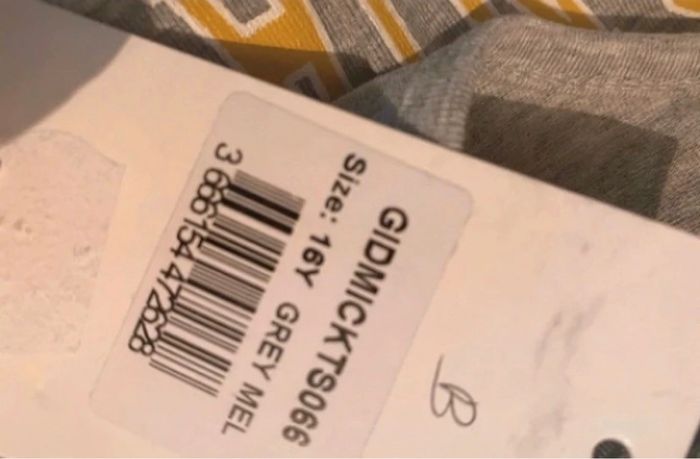 GIDMICKTS066
Size: 16Y GREY MEL
3 666154 472628
B